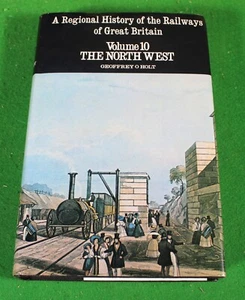 A Regional History of the Railways
of Great Britain
Volume 10
THE NORTH WEST
GEOFFREY O HOLT